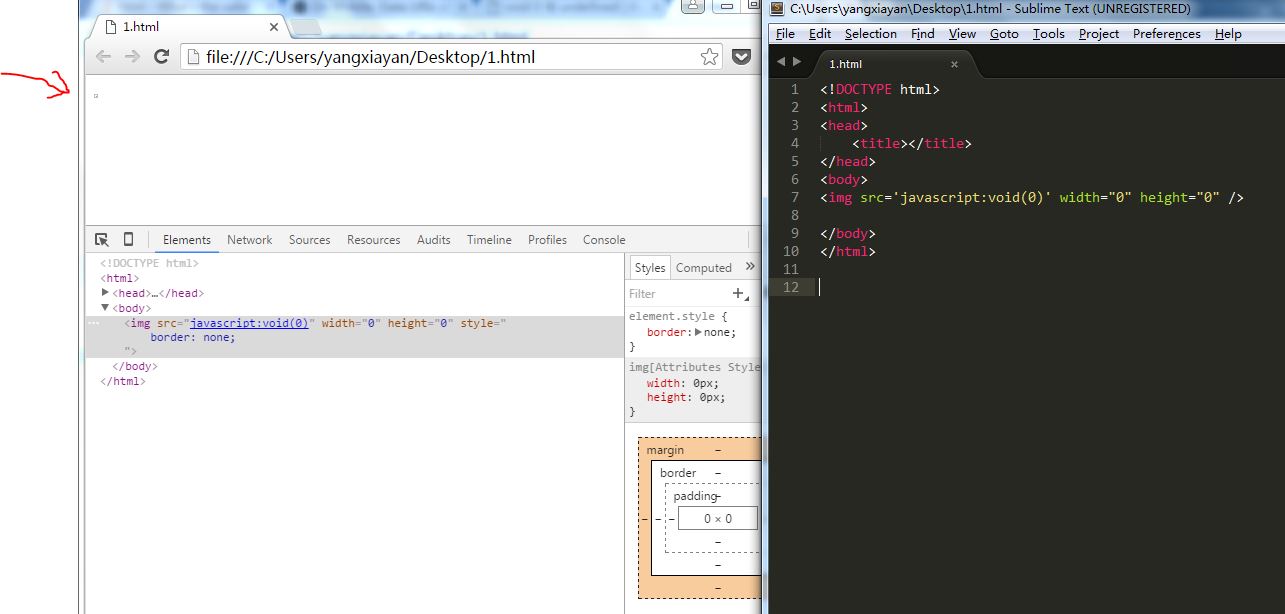 1.html
file:///C:/Users/yangxiayan/Desktop/1.html
Elements Network Sources Resources Audits Timeline Profiles Console
<!DOCTYPE html>
<html>
<head>…</head>
<body>
<img src="javascript:void(0)" width="0" height="0" style="
border: none;
">
</body>
</html>
Styles Computed »
Filter
element.style {
border: none;
}
img[Attributes Style
width: 0px;
height: 0px;
}
margin –
border –
padding–
– – – 0 × 0
–
–
–
C:\Users\yangxiayan\Desktop\1.html - Sublime Text (UNREGISTERED)
File Edit Selection Find View Goto Tools Project Preferences Help
1.html
1 <!DOCTYPE html>
2 <html>
3 <head>
4 <title></title>
5 </head>
6 <body>
7 <img src='javascript:void(0)' width="0" height="0" />
8
9 </body>
10 </html>
11
12